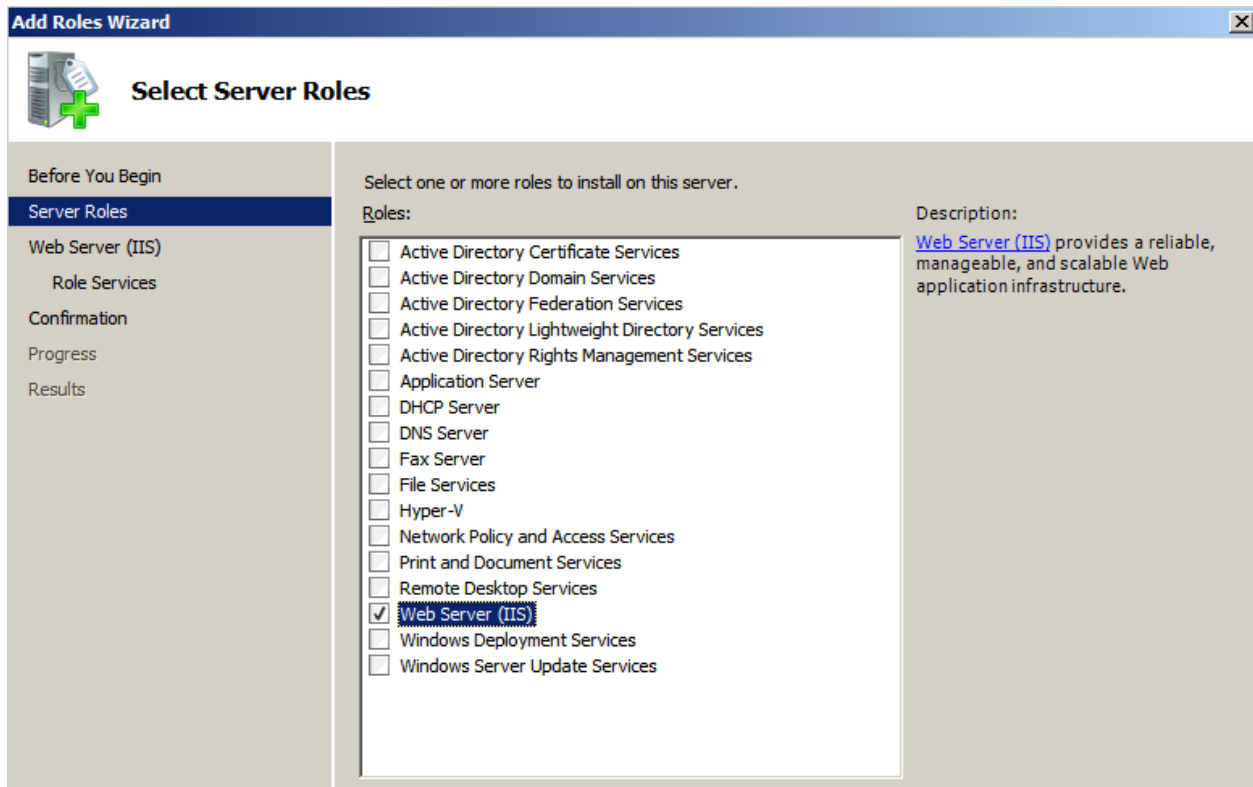 Add Roles Wizard
Select Server Roles
Before You Begin
Server Roles
Web Server (IIS)
Role Services
Confirmation
Progress
Results
Select one or more roles to install on this server.
Roles:
Active Directory Certificate Services
Active Directory Domain Services
Active Directory Federation Services
Active Directory Lightweight Directory Services
Active Directory Rights Management Services
Application Server
DHCP Server
DNS Server
Fax Server
File Services
Hyper-V
Network Policy and Access Services
Print and Document Services
Remote Desktop Services
Web Server (IIS)
Windows Deployment Services
Windows Server Update Services
Description:
Web Server (IIS) provides a reliable,
manageable, and scalable Web
application infrastructure.